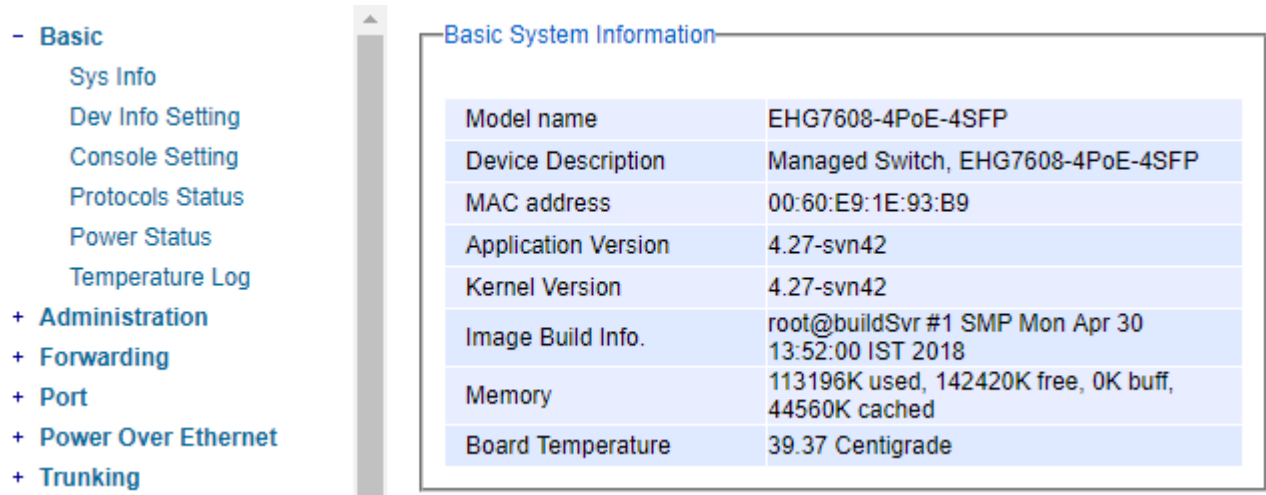 − Basic
Sys Info
Dev Info Setting
Console Setting
Protocols Status
Power Status
Temperature Log
+ Administration
+ Forwarding
+ Port
+ Power Over Ethernet
+ Trunking
Basic System Information
Model name EHG7608-4PoE-4SFP
Device Description Managed Switch, EHG7608-4PoE-4SFP
MAC address 00:60:E9:1E:93:B9
Application Version 4.27-svn42
Kernel Version 4.27-svn42
Image Build Info. root@buildSvr #1 SMP Mon Apr 30
13:52:00 IST 2018
Memory 113196K used, 142420K free, 0K buff,
44560K cached
Board Temperature 39.37 Centigrade